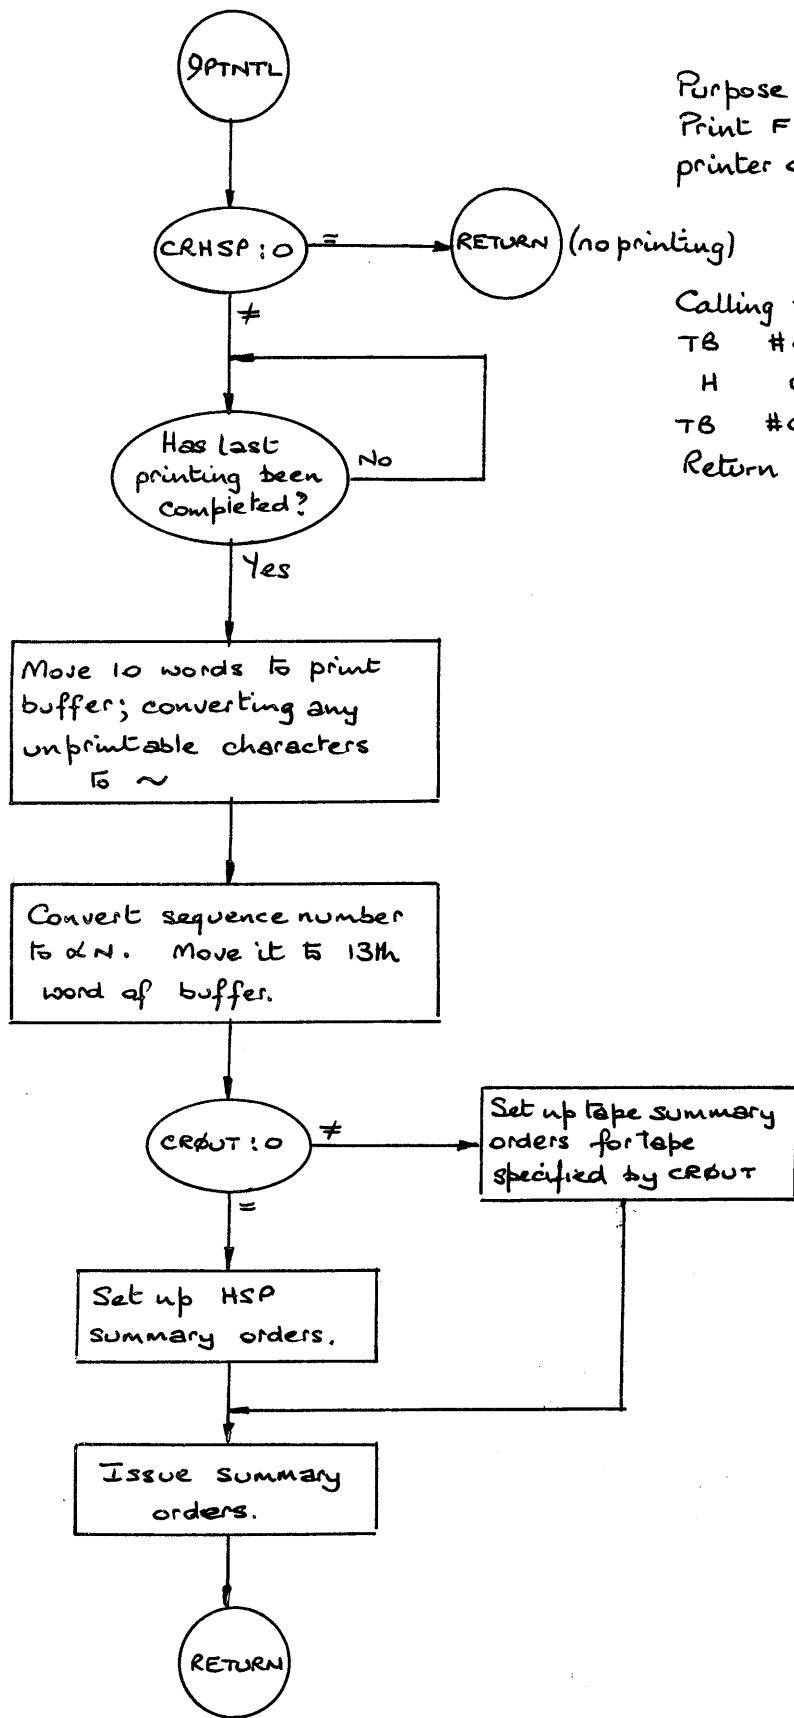 9PTNTL
Purpose
Print F
printer
CRHSP : 0
=
RETURN
(no printing)
≠
Calling
TB #
H
TB #
Return
Has last
printing been
completed?
No
Yes
Move 10 words to print
buffer; converting any
unprintable characters
to ~
Convert sequence number
to αN. Move it to 13th
word of buffer.
CRØUT : 0
≠
=
Set up tape summary
orders for tape
specified by CRØUT
Set up HSP
summary orders.
Issue summary
orders.
RETURN